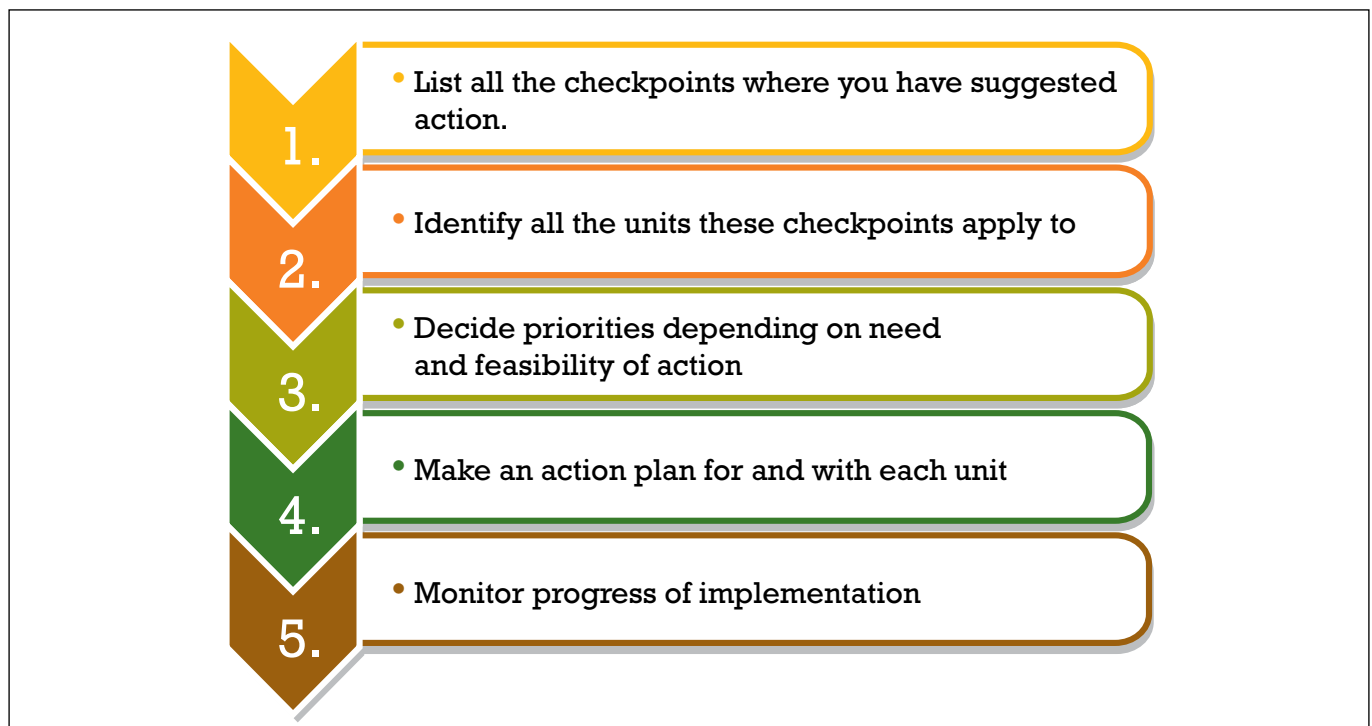 1.
• List all the checkpoints where you have suggested
action.
2.
• Identify all the units these checkpoints apply to
3.
• Decide priorities depending on need
and feasibility of action
4.
• Make an action plan for and with each unit
5.
• Monitor progress of implementation